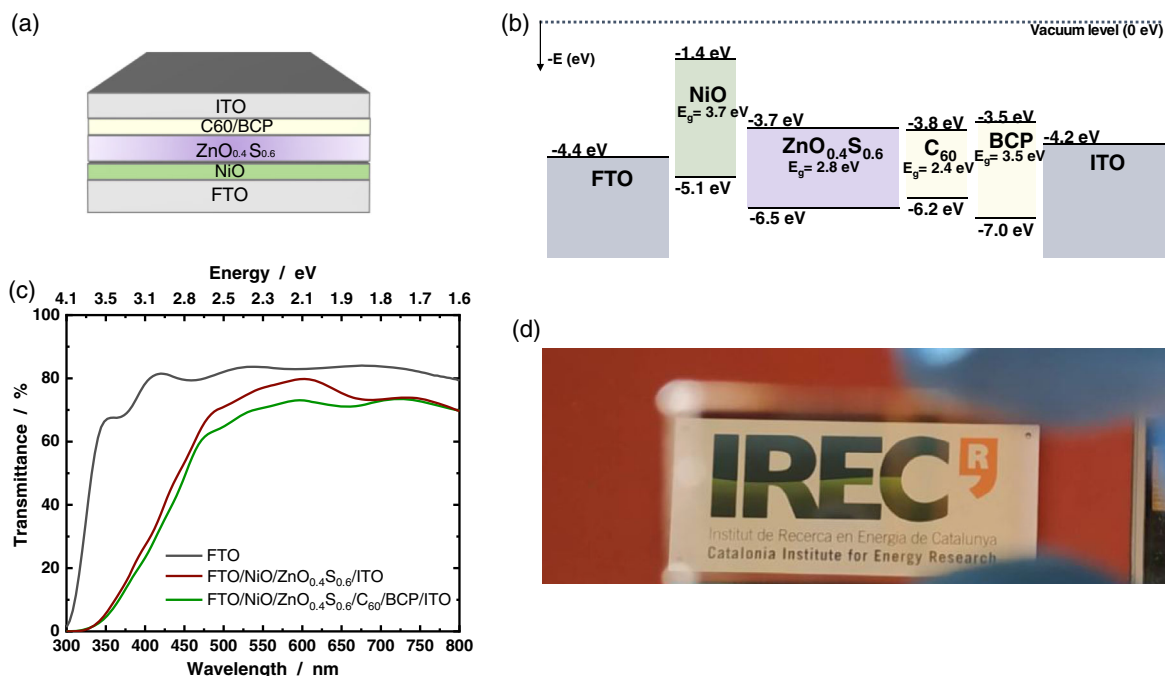 (a)
ITO
C60/BCP
ZnO0.4S0.6
NiO
FTO
(b)
Vacuum level (0 eV)
-E (eV)
-1.4 eV
NiO
Eg= 3.7 eV
-5.1 eV
-4.4 eV
FTO
-3.7 eV
ZnO0.4S0.6
Eg= 2.8 eV
-6.5 eV
-3.8 eV
C60
Eg= 2.4 eV
-6.2 eV
-3.5 eV
BCP
Eg= 3.5 eV
-7.0 eV
-4.2 eV
ITO
(c)
Energy / eV
4.1 3.5 3.1 2.8 2.5 2.3 2.1 1.9 1.8 1.7 1.6
Transmittance / %
100
80
60
40
20
0
FTO
FTO/NiO/ZnO0.4S0.6/ITO
FTO/NiO/ZnO0.4S0.6/C60/BCP/ITO
300 350 400 450 500 550 600 650 700 750 800
Wavelength / nm
(d)
IREC
R
Institut de Recerca en Energia de Catalunya
Catalonia Institute for Energy Research